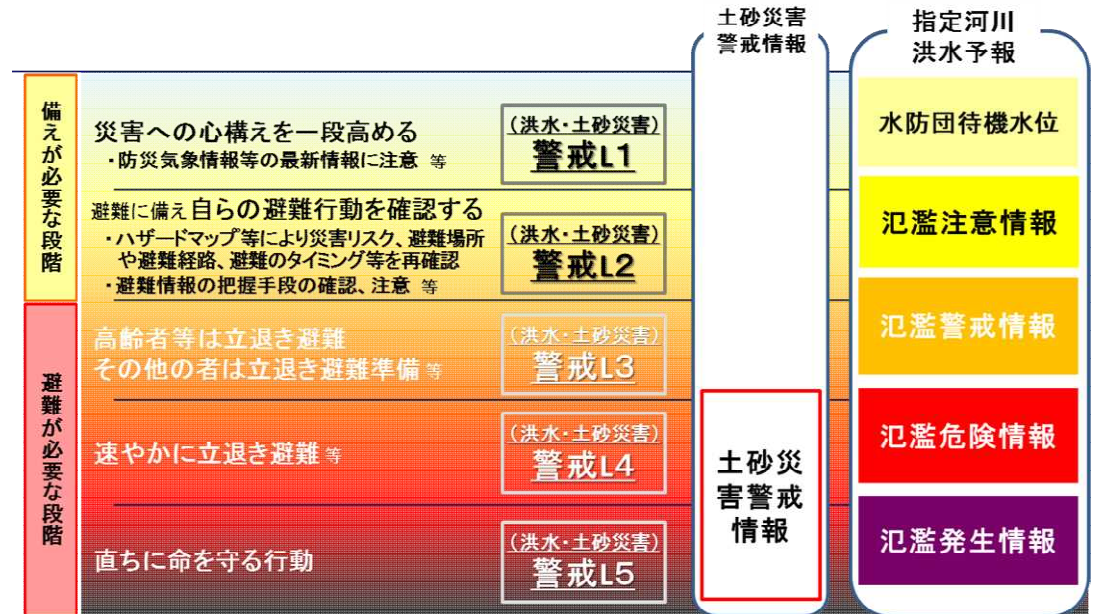 土砂災害
警戒情報
指定河川
洪水予報
備えが必要な段階
災害への心構えを一段高める
・防災気象情報等の最新情報に注意 等
(洪水・土砂災害)
警戒L1
水防団待機水位
避難に備え自らの避難行動を確認する
・ハザードマップ等により災害リスク、避難場所
や避難経路、避難のタイミング等を再確認
・避難情報の把握手段の確認、注意 等
(洪水・土砂災害)
警戒L2
氾濫注意情報
避難が必要な段階
高齢者等は立退き避難
その他の者は立退き避難準備 等
(洪水・土砂災害)
警戒L3
氾濫警戒情報
速やかに立退き避難 等
(洪水・土砂災害)
警戒L4
氾濫危険情報
土砂災
害警戒
情報
直ちに命を守る行動
(洪水・土砂災害)
警戒L5
氾濫発生情報